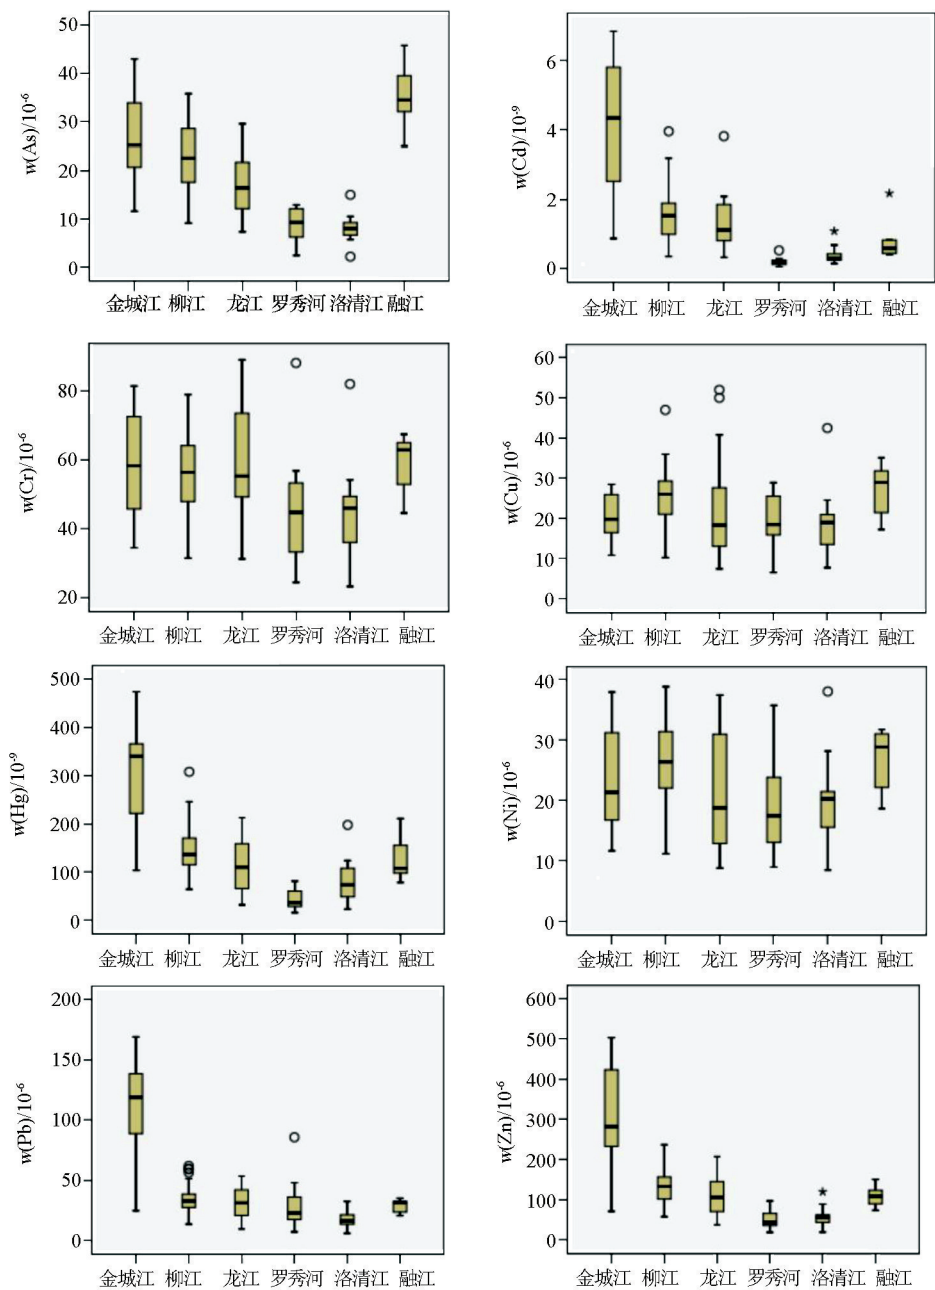 w(As)/10⁻⁶
50
40
30
20
10
0
金城江 柳江 龙江 罗秀河 洛清江 融江
w(Cd)/10⁻⁹
6
4
2
0
金城江 柳江 龙江 罗秀河 洛清江 融江
w(Cr)/10⁻⁶
80
60
40
20
金城江 柳江 龙江 罗秀河 洛清江 融江
w(Cu)/10⁻⁶
60
50
40
30
20
10
0
金城江 柳江 龙江 罗秀河 洛清江 融江
w(Hg)/10⁻⁹
500
400
300
200
100
0
金城江 柳江 龙江 罗秀河 洛清江 融江
w(Ni)/10⁻⁶
40
30
20
10
0
金城江 柳江 龙江 罗秀河 洛清江 融江
w(Pb)/10⁻⁶
200
150
100
50
0
金城江 柳江 龙江 罗秀河 洛清江 融江
w(Zn)/10⁻⁶
600
500
400
300
200
100
0
金城江 柳江 龙江 罗秀河 洛清江 融江